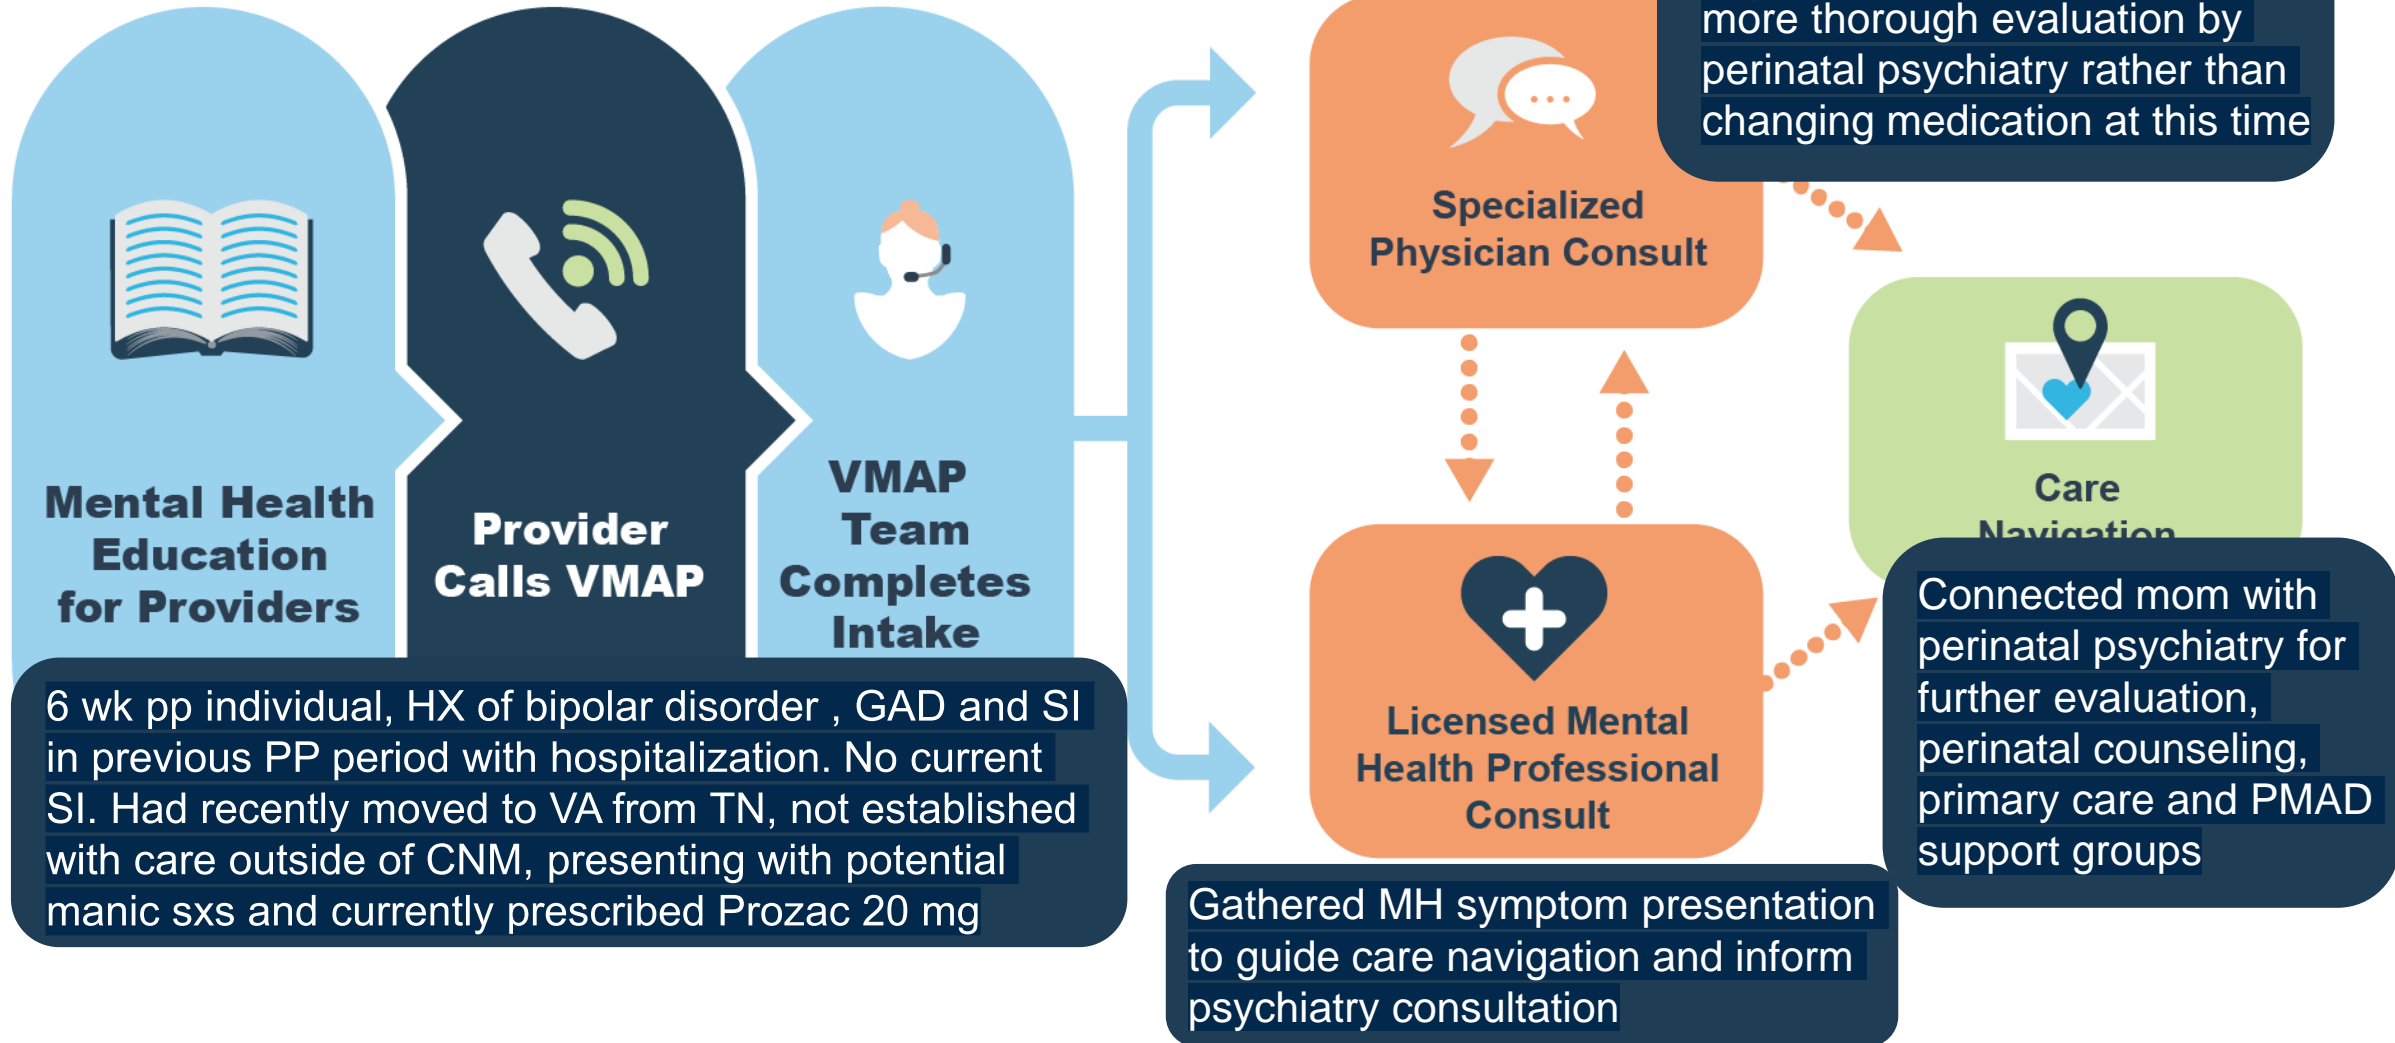 Mental Health
Education
for Providers
Provider
Calls VMAP
VMAP
Team
Completes
Intake
6 wk pp individual, HX of bipolar disorder , GAD and SI
in previous PP period with hospitalization. No current
SI. Had recently moved to VA from TN, not established
with care outside of CNM, presenting with potential
manic sxs and currently prescribed Prozac 20 mg
more thorough evaluation by
perinatal psychiatry rather than
changing medication at this time
Specialized
Physician Consult
Licensed Mental
Health Professional
Consult
Gathered MH symptom presentation
to guide care navigation and inform
psychiatry consultation
Care
Navigation
Connected mom with
perinatal psychiatry for
further evaluation,
perinatal counseling,
primary care and PMAD
support groups